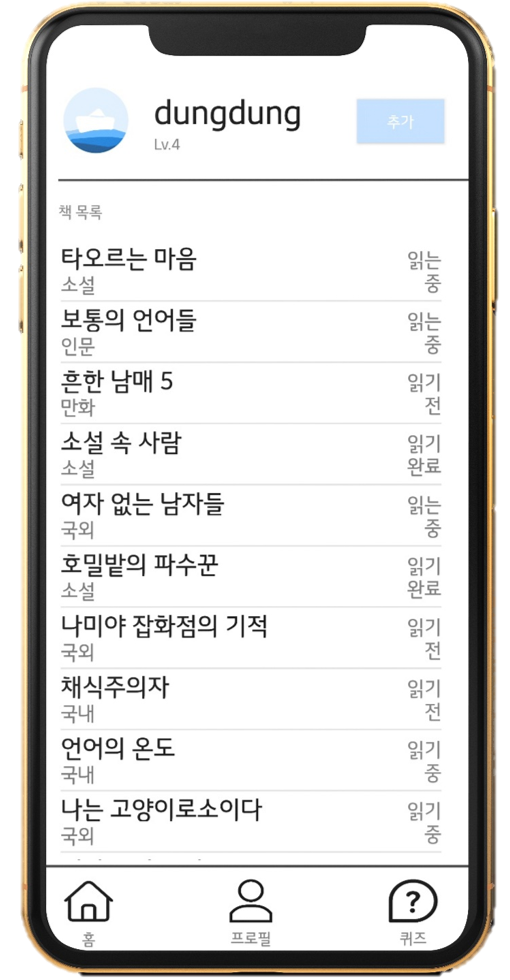 dungdung
Lv.4
추가
책 목록
타오르는 마음
소설
읽는
중
보통의 언어들
인문
읽는
중
흔한 남매 5
만화
읽기
전
소설 속 사람
소설
읽기
완료
여자 없는 남자들
국외
읽는
중
호밀밭의 파수꾼
소설
읽기
완료
나미야 잡화점의 기적
국외
읽기
전
채식주의자
국내
읽기
전
언어의 온도
국내
읽기
중
나는 고양이로소이다
국외
읽기
중
홈
프로필
?
퀴즈